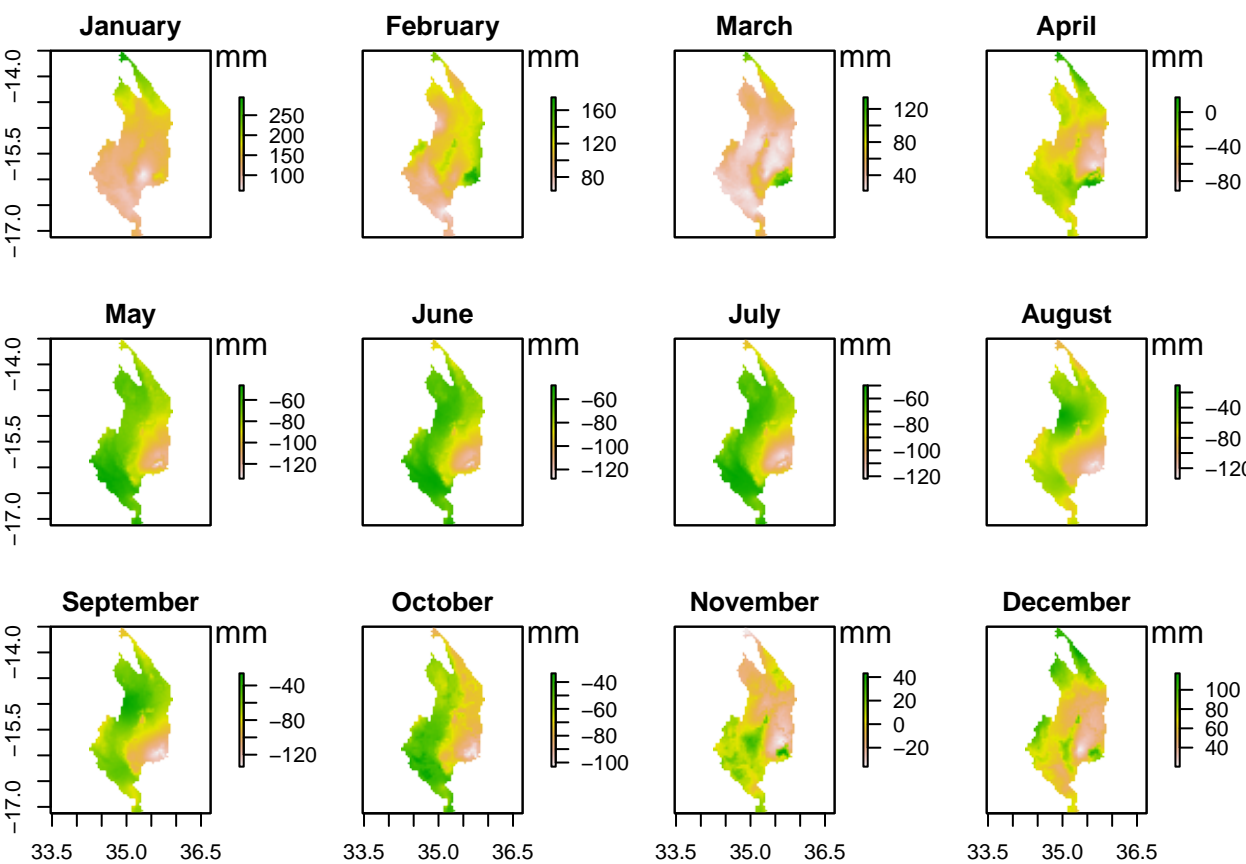 January
mm
−14.0
−15.5
−17.0
250
200
150
100
February
mm
160
120
80
March
mm
120
80
40
April
mm
0
−40
−80
May
mm
−14.0
−15.5
−17.0
−60
−80
−100
−120
June
mm
−60
−80
−100
−120
July
mm
−60
−80
−100
−120
August
mm
−40
−80
−120
September
mm
−14.0
−15.5
−17.0
−40
−80
−120
33.5 35.0 36.5
October
mm
−40
−60
−80
−100
33.5 35.0 36.5
November
mm
40
20
0
−20
33.5 35.0 36.5
December
mm
100
80
60
40
33.5 35.0 36.5